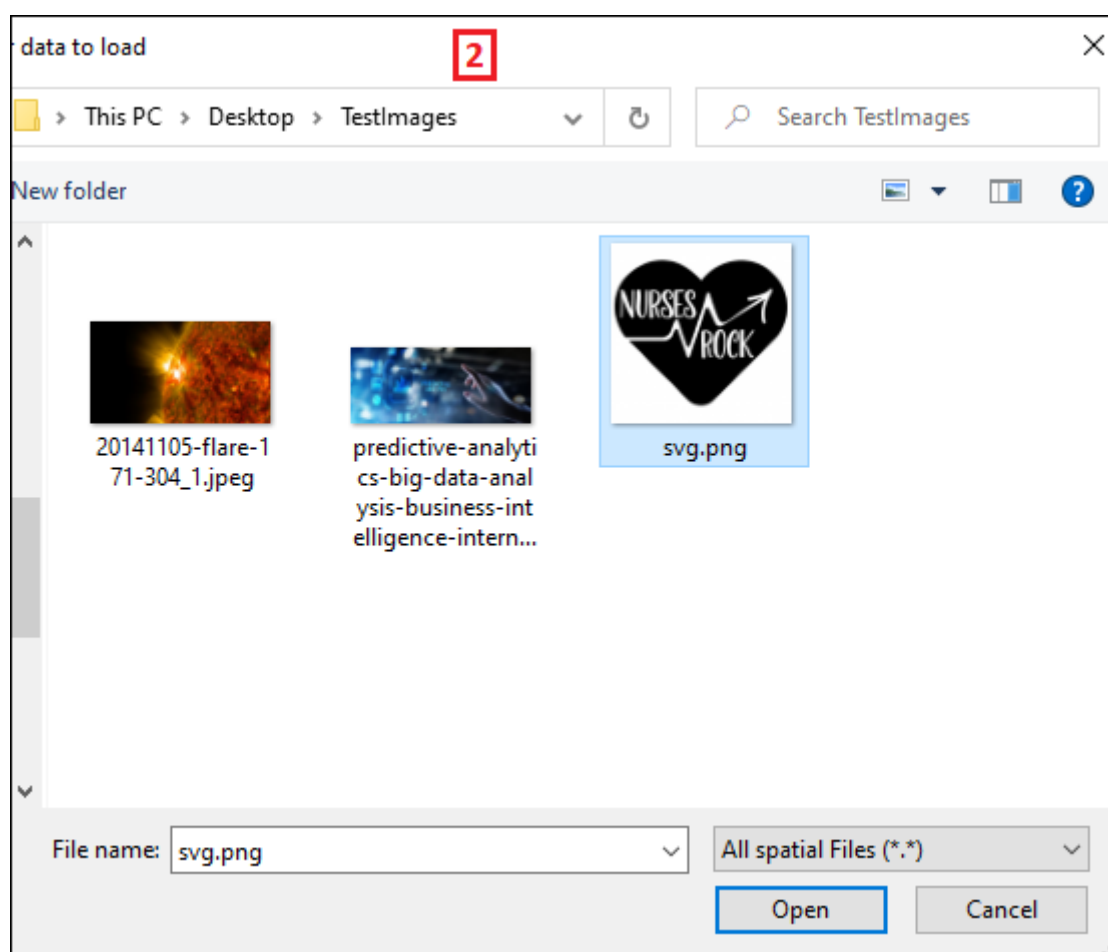 data to load
2
This PC > Desktop > TestImages
Search TestImages
New folder
?
NURSES
ROCK
20141105-flare-1
71-304_1.jpeg
predictive-analyti
cs-big-data-anal
ysis-business-int
elligence-intern...
svg.png
File name: svg.png
All spatial Files (*.*)
Open
Cancel